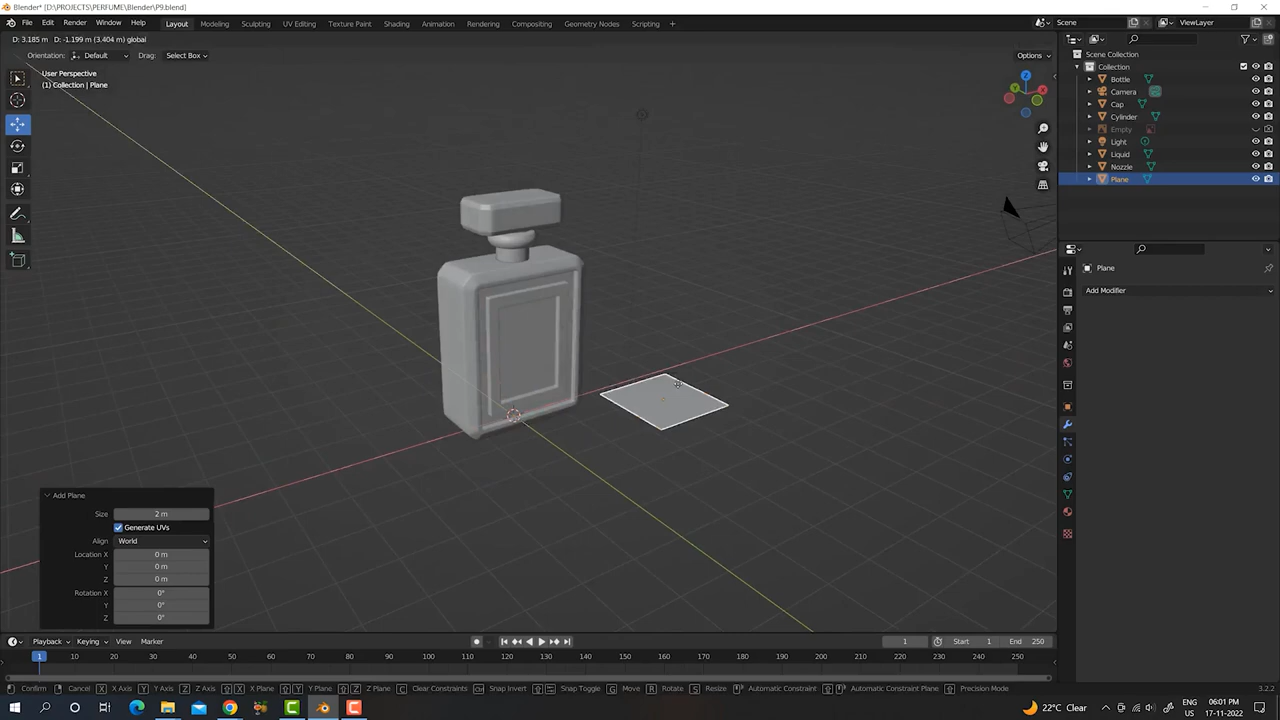 Blender* [D:\PROJECTS\PERFUME\P9.blend]
File Edit Render Window Help Layout Modeling Sculpting UV Editing Texture Paint Shading Animation Rendering Compositing Geometry Nodes Scripting + Scene ViewLayer
D: 3.185 m D: -1.199 m (3.404 m) global
Orientation: Default Drag: Select Box Options
User Perspective
(1) Collection | Plane
Z
X
Y
Scene Collection
Collection
Bottle
Camera
Cap
Cylinder
Empty
Light
Liquid
Nozzle
Plane
Plane
Add Modifier
Add Plane
Size 2 m
Generate UVs
Align World
Location X 0 m
Y 0 m
Z 0 m
Rotation X 0°
Y 0°
Z 0°
Playback Keying View Marker 1 Start 1 End 250
1 10 20 30 40 50 60 70 80 90 100 110 120 130 140 150 160 170 180 190 200 210 220 230 240 250
Confirm Cancel X X Axis Y Y Axis Z Z Axis X X Plane Y Y Plane Z Z Plane C Clear Constraints Snap Invert Snap Toggle G Move R Rotate S Resize Automatic Constraint Automatic Constraint Plane Precision Mode 3.2.2
22°C Clear ENG US 06:01 PM 17-11-2022